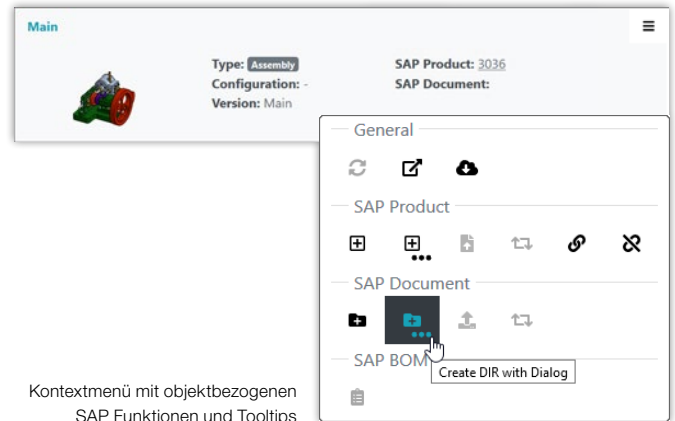 Main
Type: Assembly
Configuration: -
Version: Main
SAP Product: 3036
SAP Document:
General
SAP Product
SAP Document
SAP BOM
Create DIR with Dialog
Kontextmenü mit objektbezogenen
SAP Funktionen und Tooltips